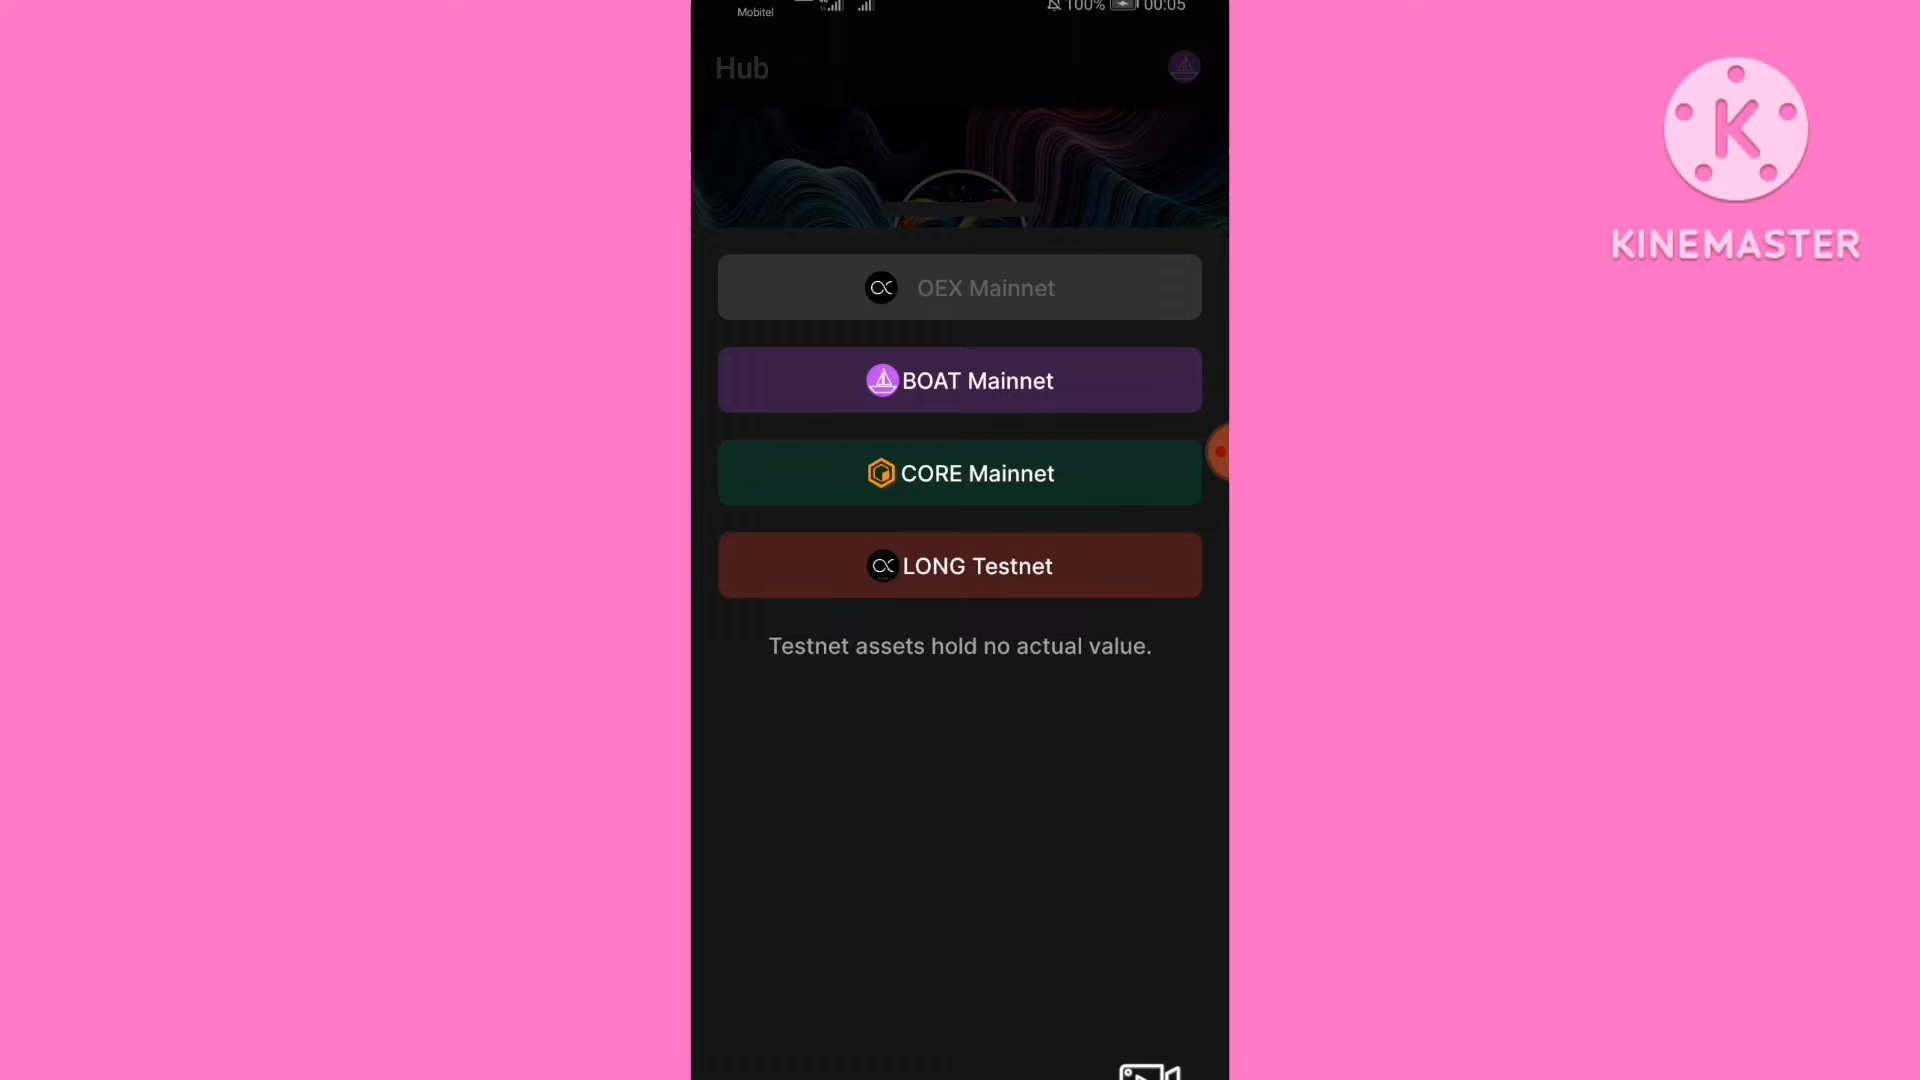 Mobitel
100% 00:05
Hub
KINEMASTER
OEX Mainnet
BOAT Mainnet
CORE Mainnet
LONG Testnet
Testnet assets hold no actual value.